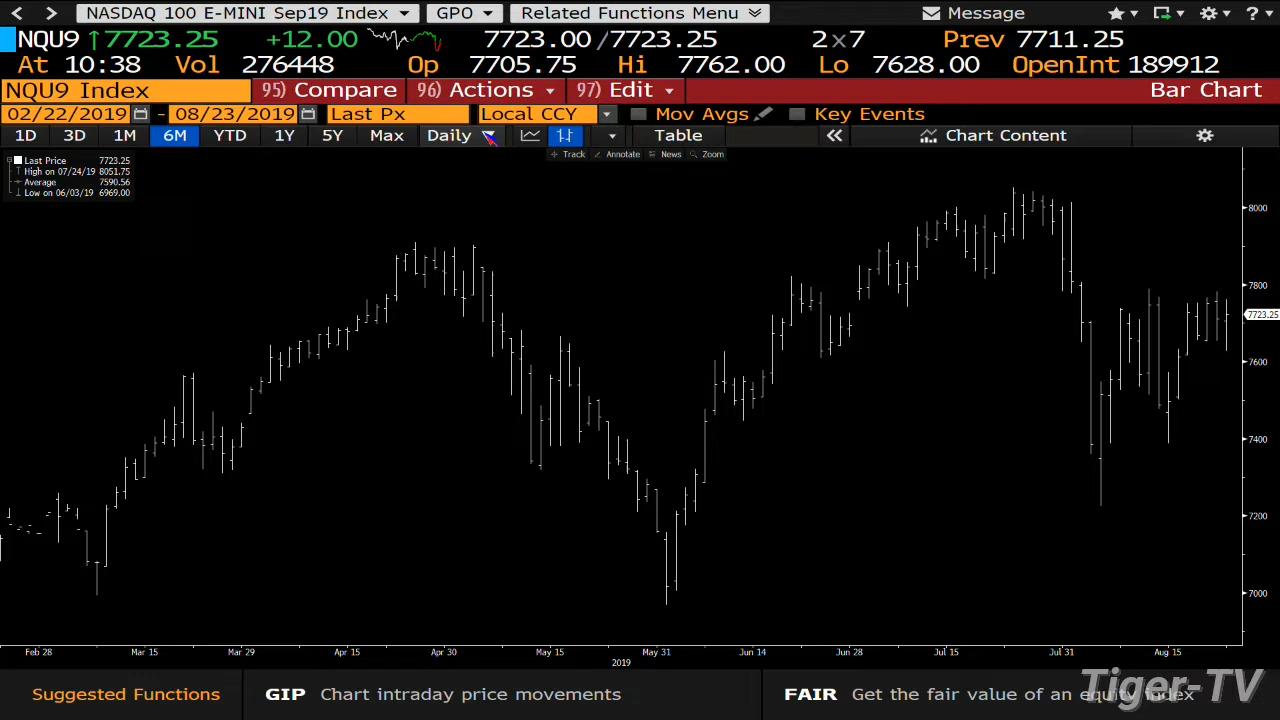 NASDAQ 100 E-MINI Sep19 Index GPO Related Functions Menu Message ?
NQU9 ↑7723.25 +12.00 7723.00/7723.25 2x7 Prev 7711.25
At 10:38 Vol 276448 Op 7705.75 Hi 7762.00 Lo 7628.00 OpenInt 189912
NQU9 Index 95) Compare 96) Actions 97) Edit Bar Chart
02/22/2019 - 08/23/2019 Last Px Local CCY Mov Avgs Key Events
1D 3D 1M 6M YTD 1Y 5Y Max Daily Table Chart Content
Track Annotate News Zoom
Last Price 7723.25
High on 07/24/19 8051.75
Average 7590.56
Low on 06/03/19 6969.00
8000
7800
7723.25
7600
7400
7200
7000
Feb 28 Mar 15 Mar 29 Apr 15 Apr 30 May 15 May 31 Jun 14 Jun 28 Jul 15 Jul 31 Aug 15
2019
Suggested Functions GIP Chart intraday price movements FAIR Get the fair value of an equity index
Tiger-TV